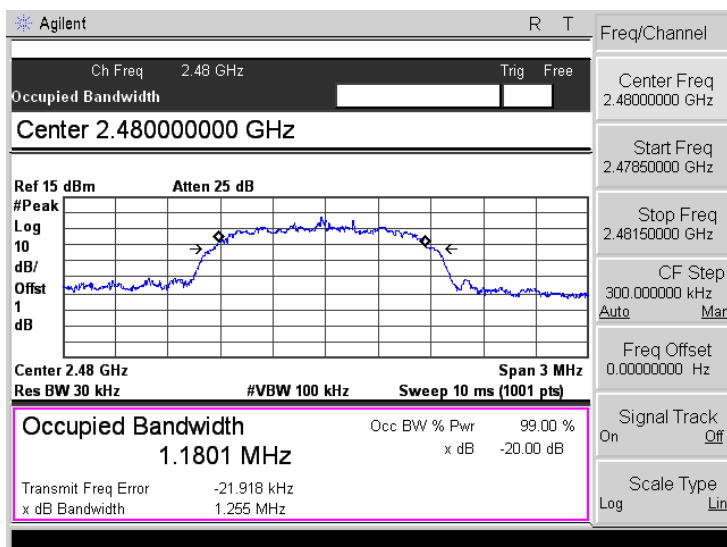 Agilent R T
Ch Freq 2.48 GHz Trig Free
Occupied Bandwidth
Center 2.480000000 GHz
Ref 15 dBm Atten 25 dB
#Peak
Log
10
dB/
Offst
1
dB
Center 2.48 GHz Span 3 MHz
Res BW 30 kHz #VBW 100 kHz Sweep 10 ms (1001 pts)
Occupied Bandwidth
1.1801 MHz
Occ BW % Pwr 99.00 %
x dB -20.00 dB
Transmit Freq Error -21.918 kHz
x dB Bandwidth 1.255 MHz
Freq/Channel
Center Freq
2.48000000 GHz
Start Freq
2.47850000 GHz
Stop Freq
2.48150000 GHz
CF Step
300.000000 kHz
Auto Man
Freq Offset
0.00000000 Hz
Signal Track
On Off
Scale Type
Log Lin